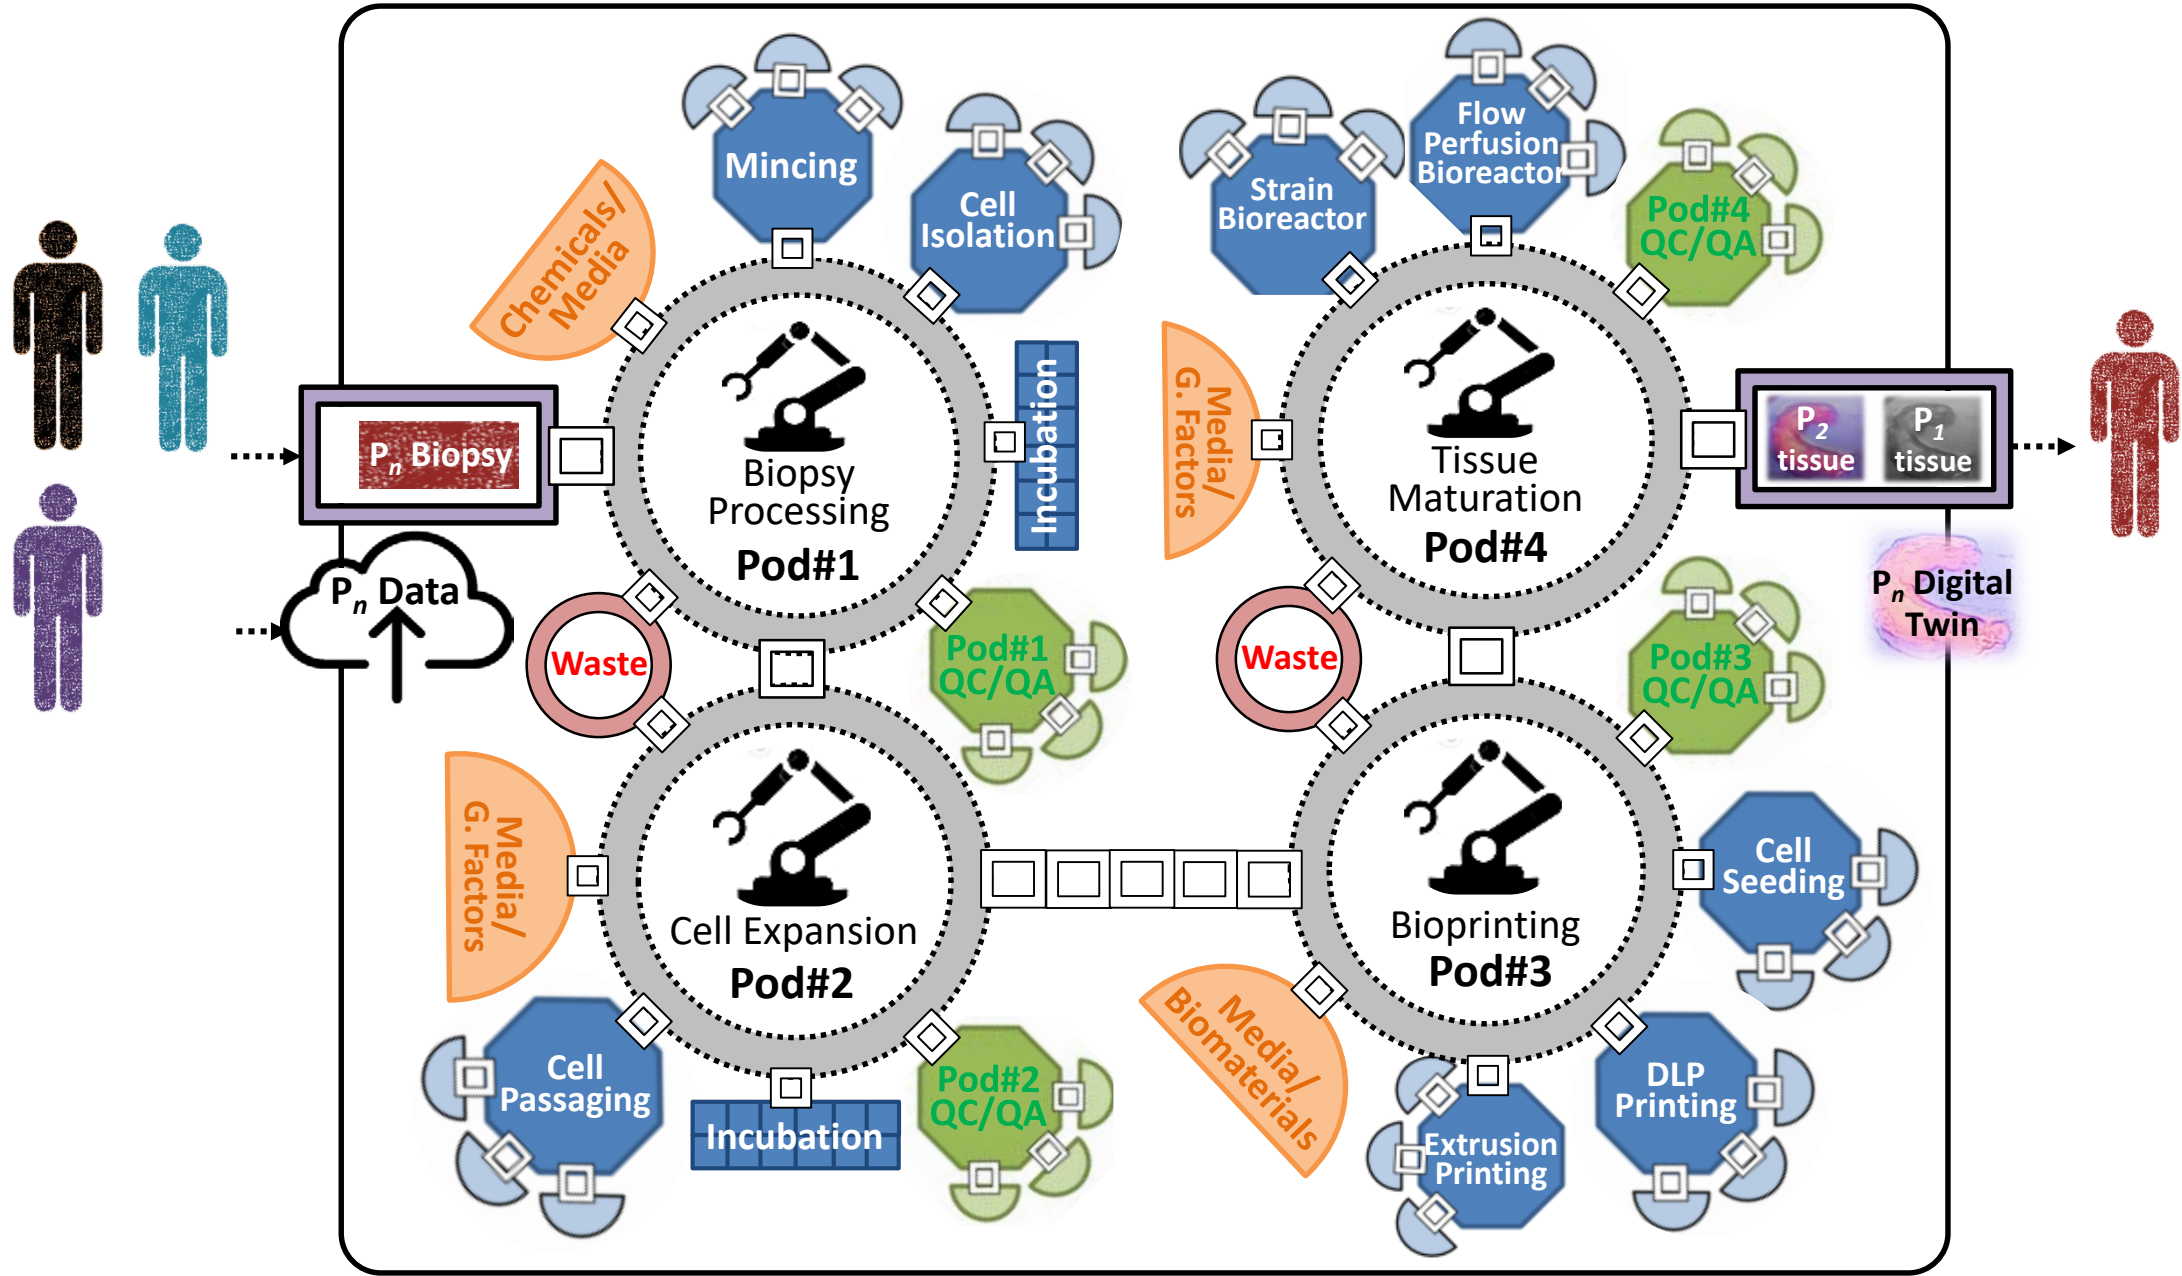 Mincing
Cell
Isolation
Chemicals/
Media
Incubation
Biopsy
Processing
Pod#1
Pn Biopsy
Pn Data
Waste
Pod#1
QC/QA
Media/
G. Factors
Cell Expansion
Pod#2
Cell
Passaging
Incubation
Pod#2
QC/QA
Strain
Bioreactor
Flow
Perfusion
Bioreactor
Pod#4
QC/QA
Media/
G. Factors
Tissue
Maturation
Pod#4
P2
tissue
P1
tissue
Pn Digital
Twin
Waste
Pod#3
QC/QA
Bioprinting
Pod#3
Cell
Seeding
Media/
Biomaterials
Extrusion
Printing
DLP
Printing